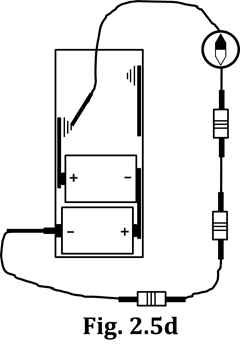 + −
− +
Fig. 2.5d